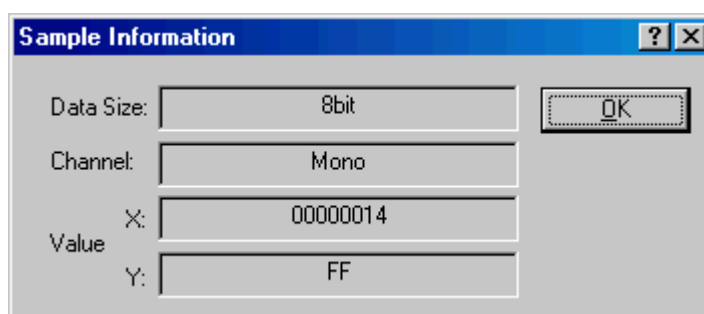 Sample Information
Data Size: 8bit OK
Channel: Mono
X: 00000014
Value
Y: FF